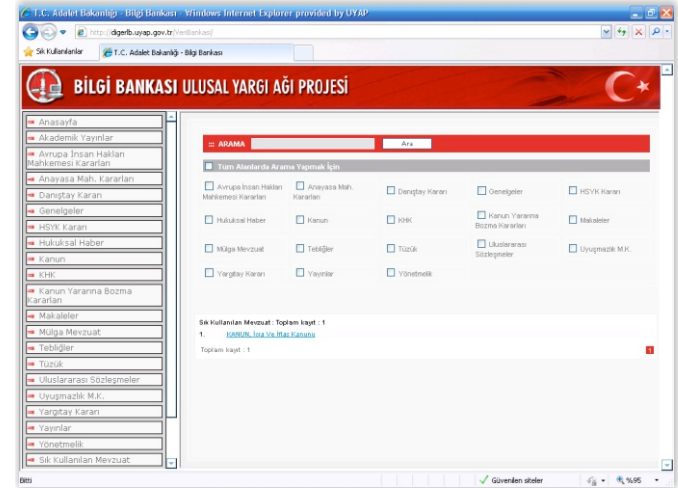 T.C. Adalet Bakanlığı - Bilgi Bankası - Windows Internet Explorer provided by UYAP
http://digerlb.uyap.gov.tr/VeriBankasi/
Sık Kullanılanlar
T.C. Adalet Bakanlığı - Bilgi Bankası
BİLGİ BANKASI ULUSAL YARGI AĞI PROJESİ
Anasayfa
Akademik Yayınlar
Avrupa İnsan Hakları
Mahkemesi Kararları
Anayasa Mah. Kararları
Danıştay Kararı
Genelgeler
HSYK Kararı
Hukuksal Haber
Kanun
KHK
Kanun Yararına Bozma
Kararları
Makaleler
Mülga Mevzuat
Tebliğler
Tüzük
Uluslararası Sözleşmeler
Uyuşmazlık M.K.
Yargıtay Kararı
Yayınlar
Yönetmelik
Sık Kullanılan Mevzuat
:: ARAMA
Ara
Tüm Alanlarda Arama Yapmak İçin
Avrupa İnsan Hakları
Mahkemesi Kararları
Anayasa Mah.
Kararları
Danıştay Kararı
Genelgeler
HSYK Kararı
Hukuksal Haber
Kanun
KHK
Kanun Yararına
Bozma Kararları
Makaleler
Mülga Mevzuat
Tebliğler
Tüzük
Uluslararası
Sözleşmeler
Uyuşmazlık M.K.
Yargıtay Kararı
Yayınlar
Yönetmelik
Sık Kullanılan Mevzuat : Toplam kayıt : 1
1. KANUN, İcra Ve İflas Kanunu
Toplam kayıt : 1
1
Bitti
Güvenilen siteler
%95